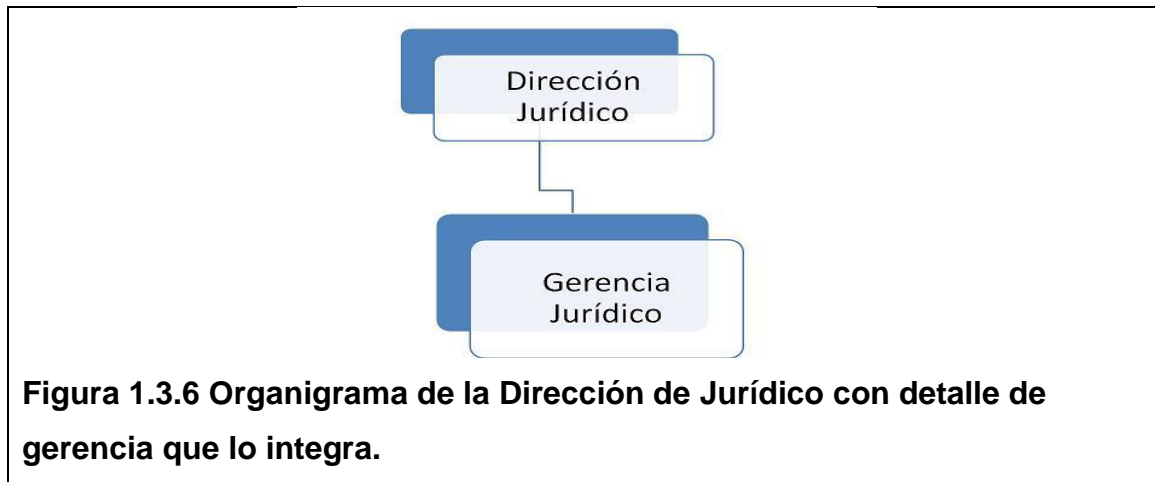 Dirección
Jurídico
Gerencia
Jurídico
Figura 1.3.6 Organigrama de la Dirección de Jurídico con detalle de
gerencia que lo integra.